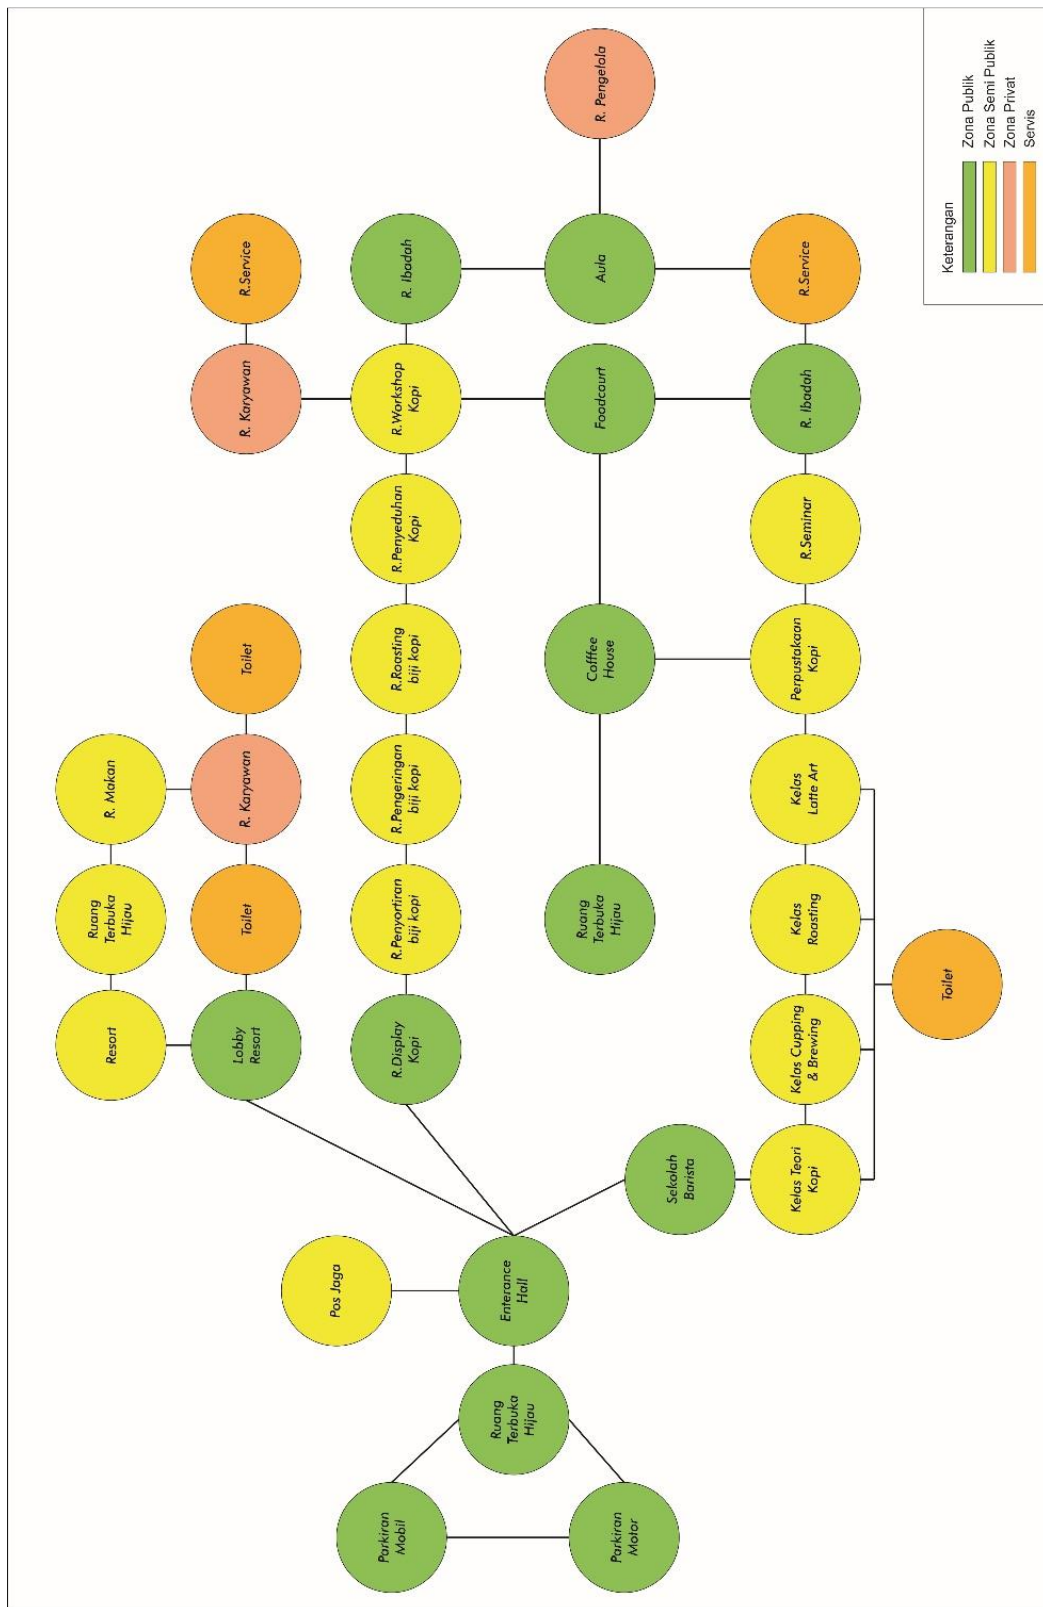 Resort
Ruang
Terbuka
Hijau
R. Makan
Lobby
Resort
Toilet
R. Karyawan
Toilet
R. Karyawan
R.Service
Pos Jaga
Parkiran
Mobil
R.Display
Kopi
R.Penyortiran
biji kopi
R.Pengeringan
biji kopi
R.Roasting
biji kopi
R.Penyeduhan
Kopi
R.Workshop
Kopi
R. Ibadah
Ruang
Terbuka
Hijau
Enterance
Hall
Ruang
Terbuka
Hijau
Cofffee
House
Foodcourt
Aula
R. Pengelola
Parkiran
Motor
Sekolah
Barista
Kelas Teori
Kopi
Kelas Cupping
& Brewing
Kelas
Roasting
Kelas
Latte Art
Perpustakaan
Kopi
R.Seminar
R. Ibadah
R.Service
Toilet
Keterangan
Zona Publik
Zona Semi Publik
Zona Privat
Servis